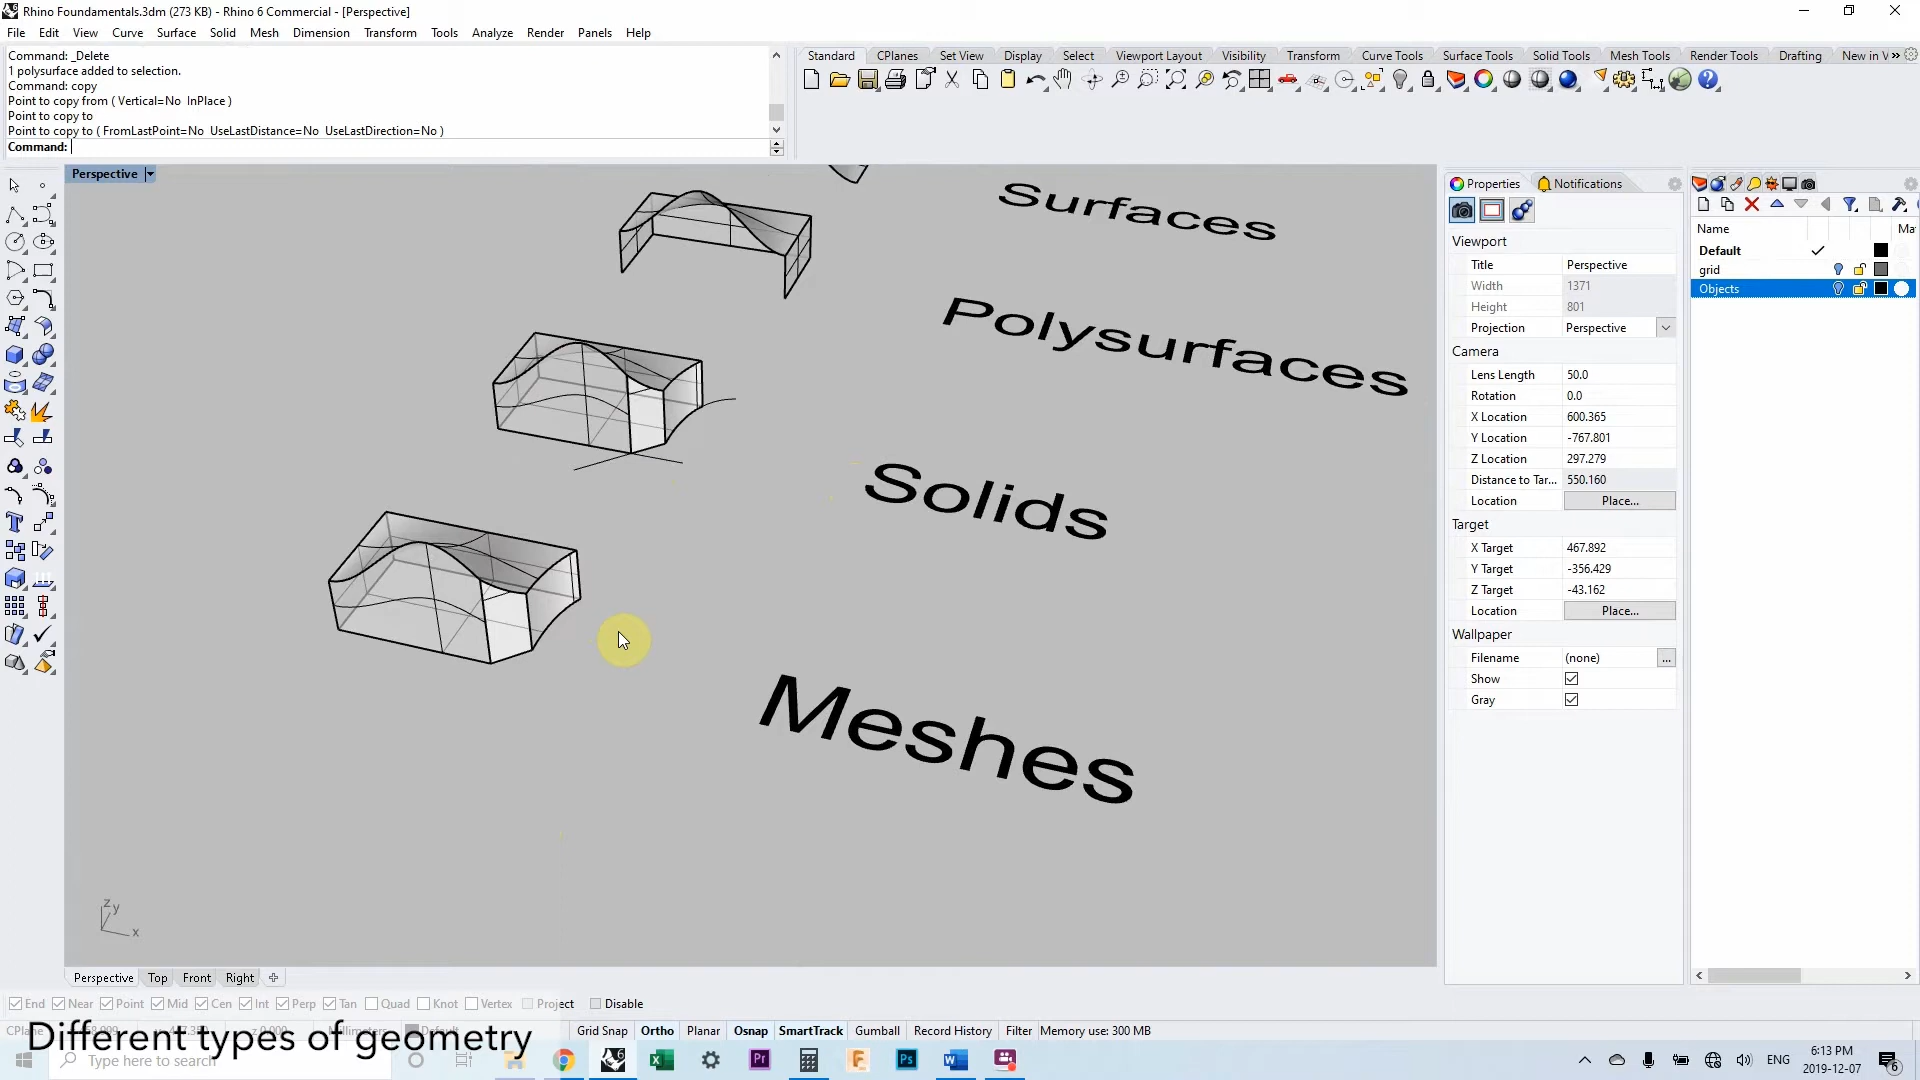 Rhino Foundamentals.3dm (273 KB) - Rhino 6 Commercial - [Perspective]
File Edit View Curve Surface Solid Mesh Dimension Transform Tools Analyze Render Panels Help
Command: _Delete
1 polysurface added to selection.
Command: copy
Point to copy from ( Vertical=No InPlace )
Point to copy to
Point to copy to ( FromLastPoint=No UseLastDistance=No UseLastDirection=No )
Command:
Standard CPlanes Set View Display Select Viewport Layout Visibility Transform Curve Tools Surface Tools Solid Tools Mesh Tools Render Tools Drafting New in V
Perspective
Surfaces
Polysurfaces
Solids
Meshes
z y x
Properties Notifications
Viewport
Title Perspective
Width 1371
Height 801
Projection Perspective
Camera
Lens Length 50.0
Rotation 0.0
X Location 600.365
Y Location -767.801
Z Location 297.279
Distance to Tar... 550.160
Location Place...
Target
X Target 467.892
Y Target -356.429
Z Target -43.162
Location Place...
Wallpaper
Filename (none) ...
Show
Gray
Name Ma
Default
grid
Objects
Perspective Top Front Right
End Near Point Mid Cen Int Perp Tan Quad Knot Vertex Project Disable
CPlane Default
Grid Snap Ortho Planar Osnap SmartTrack Gumball Record History Filter Memory use: 300 MB
Different types of geometry
Type here to search
ENG
6:13 PM
2019-12-07
6